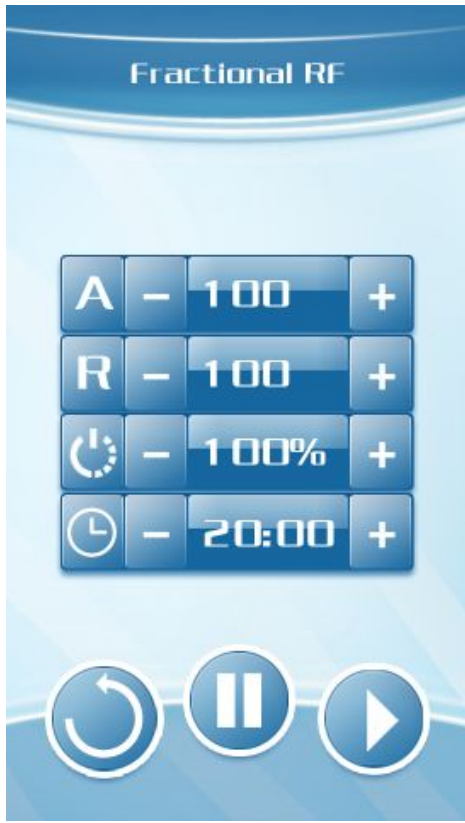 Fractional RF
A - 100 +
R - 100 +
- 100% +
- 20:00 +